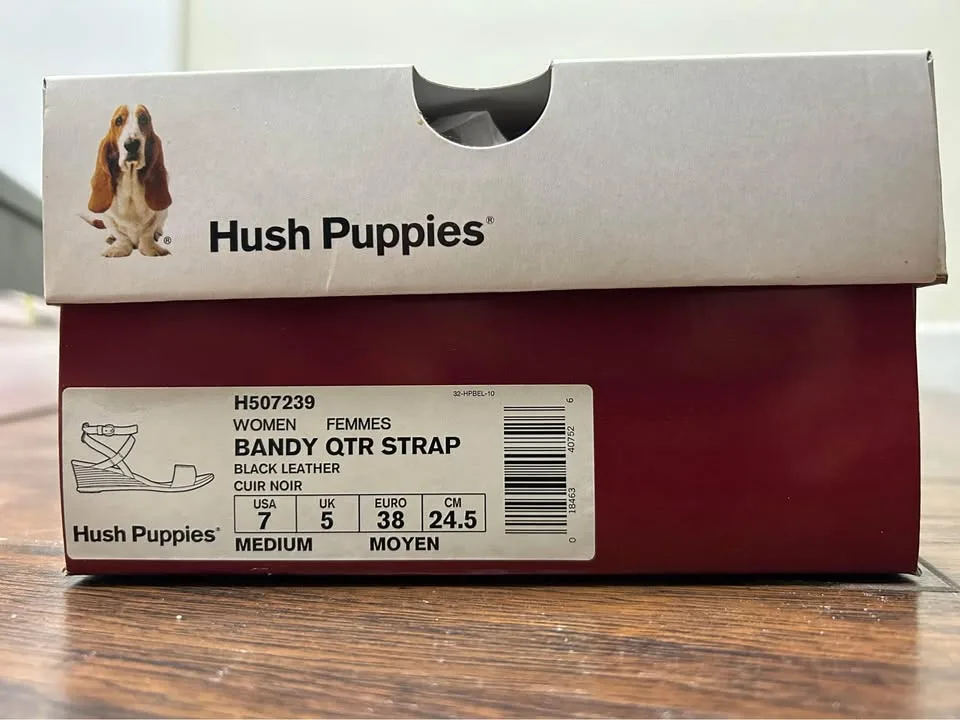 ®
Hush Puppies®
32-HPBEL-10
H507239
WOMEN FEMMES
BANDY QTR STRAP
BLACK LEATHER
CUIR NOIR
USA UK EURO CM
7 5 38 24.5
MEDIUM MOYEN
Hush Puppies®
0 18463 40752 6